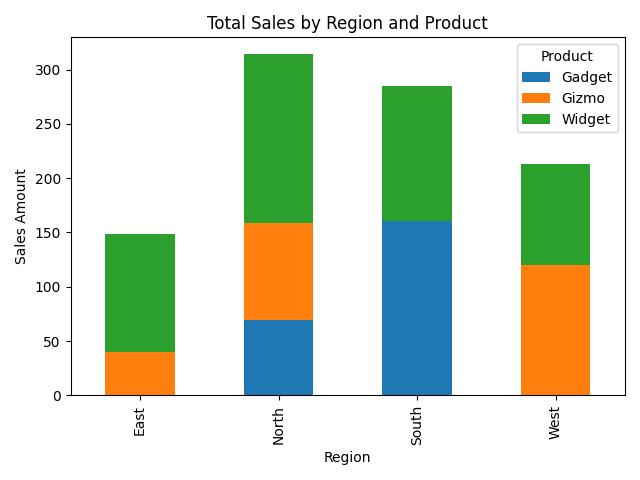 Total Sales by Region and Product
Product
Gadget
Gizmo
Widget
Sales Amount
300
250
200
150
100
50
0
East
North
South
West
Region